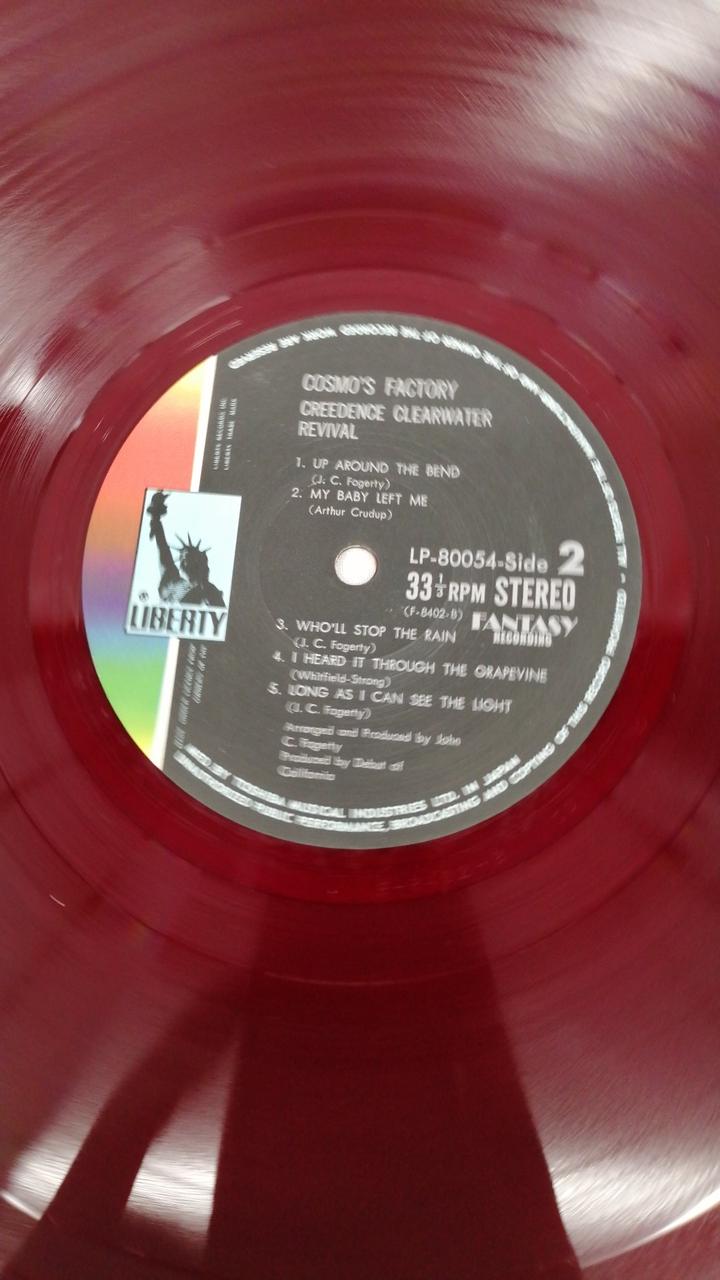 COSMO'S FACTORY
CREEDENCE CLEARWATER
REVIVAL
1. UP AROUND THE BEND
(J. C. Fogerty)
2. MY BABY LEFT ME
(Arthur Crudup)
LP-80054-Side 2
33 1/3 RPM STEREO
(F-8402-B) FANTASY
RECORDING
® LIBERTY
3. WHO'LL STOP THE RAIN
(J. C. Fogerty)
4. I HEARD IT THROUGH THE GRAPEVINE
(Whitfield-Strong)
5. LONG AS I CAN SEE THE LIGHT
(J. C. Fogerty)
Arranged and Produced by John
C. Fogerty
Produced by Debut of
California
MUSICAL INDUSTRIES LTD. IN JAPAN
UNAUTHORIZED PUBLIC PERFORMANCE, BROADCASTING AND COPYING OF THIS RECORD